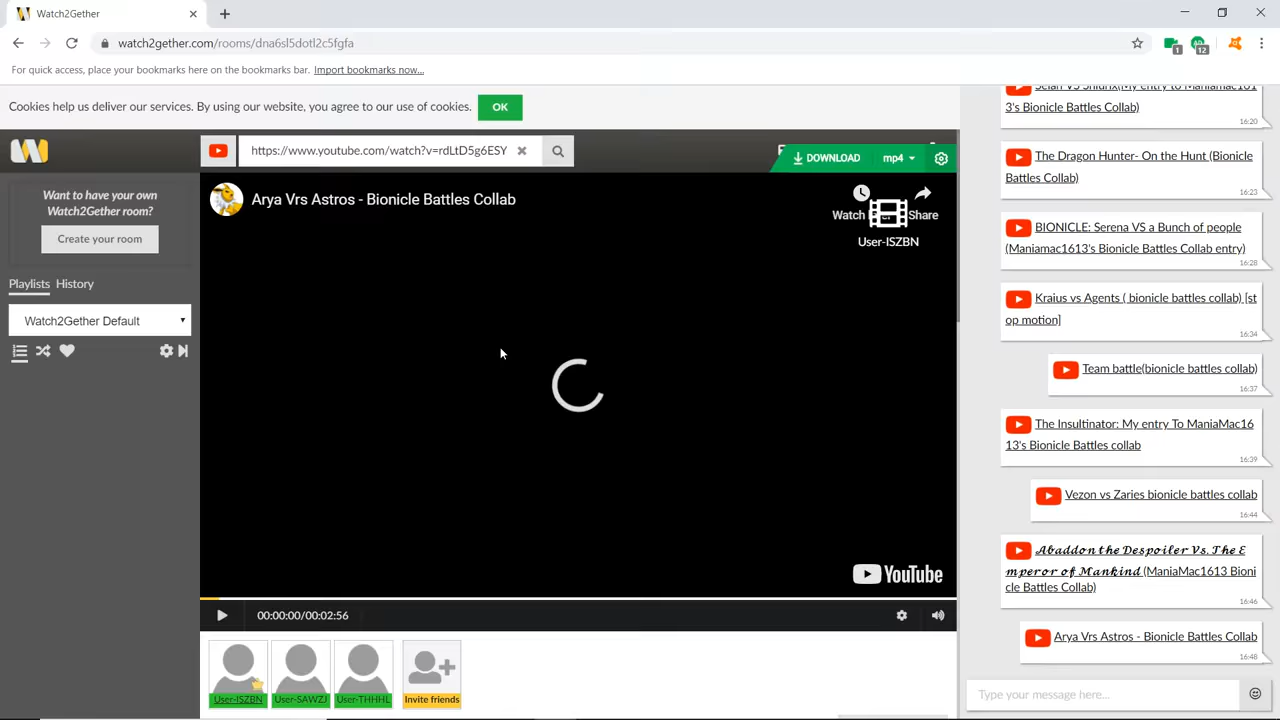 Watch2Gether
watch2gether.com/rooms/dna6sl5dotl2c5fgfa
1
12
For quick access, place your bookmarks here on the bookmarks bar. Import bookmarks now...
Cookies help us deliver our services. By using our website, you agree to our use of cookies.
OK
https://www.youtube.com/watch?v=rdLtD5g6ESY
DOWNLOAD
mp4
Want to have your own
Watch2Gether room?
Create your room
Playlists
History
Watch2Gether Default
Arya Vrs Astros - Bionicle Battles Collab
Share
User-ISZBN
YouTube
00:00:00/00:02:56
User-ISZBN
User-SAWZJ
User-THHHL
Invite friends
3's Bionicle Battles Collab)
16:20
The Dragon Hunter- On the Hunt (Bionicle
Battles Collab)
16:23
BIONICLE: Serena VS a Bunch of people
(Maniamac1613's Bionicle Battles Collab entry)
16:28
Kraius vs Agents ( bionicle battles collab) [st
op motion]
16:34
Team battle(bionicle battles collab)
16:37
The Insultinator: My entry To ManiaMac16
13's Bionicle Battles collab
16:39
Vezon vs Zaries bionicle battles collab
16:44
𝓐𝓫𝓪𝓭𝓭𝓸𝓷 𝓽𝓱𝓮 𝓓𝓮𝓼𝓹𝓸𝓲𝓵𝓮𝓻 𝓥𝓼. 𝓣𝓱𝓮 𝓔
𝓶𝓹𝓮𝓻𝓸𝓻 𝓸𝓯 𝓜𝓪𝓷𝓴𝓲𝓷𝓭 (ManiaMac1613 Bioni
cle Battles Collab)
16:46
Arya Vrs Astros - Bionicle Battles Collab
16:48
Type your message here...